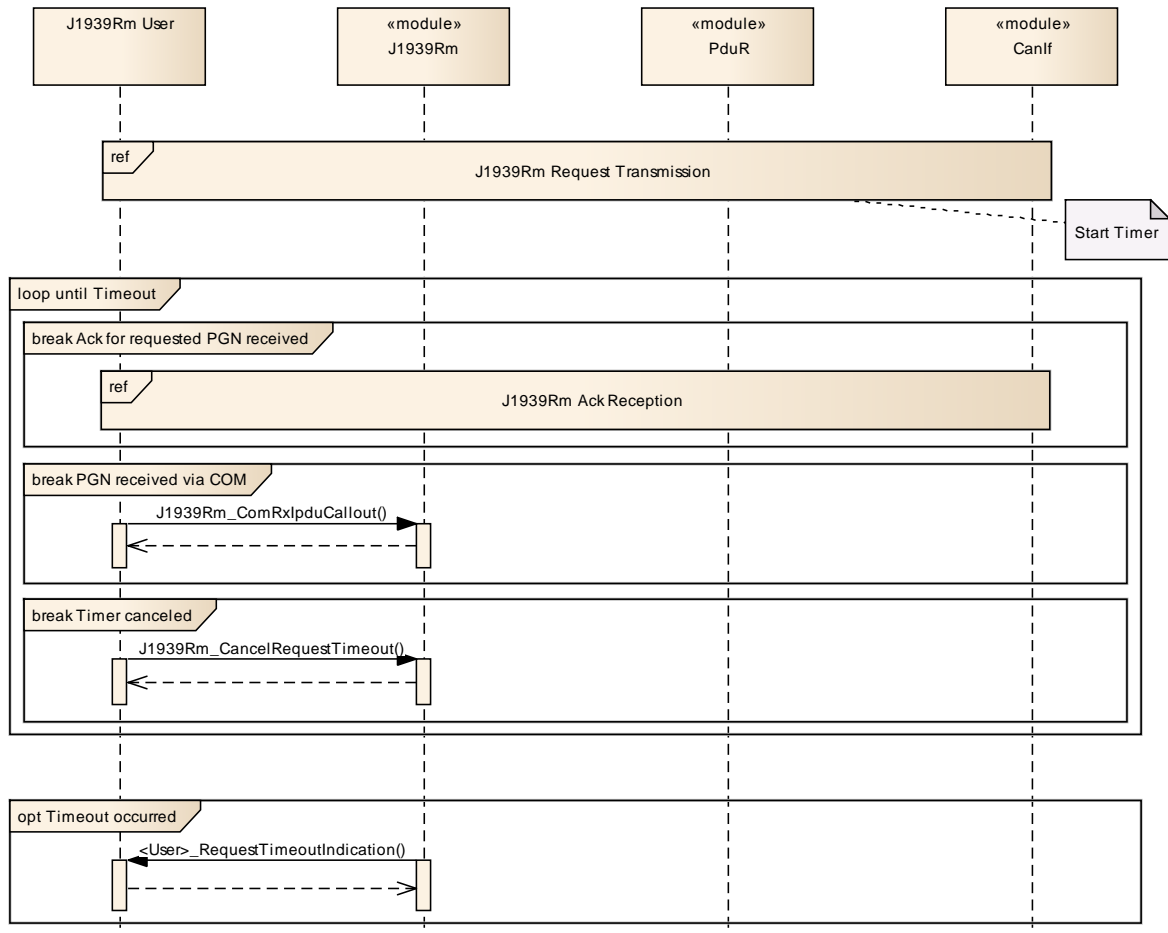 J1939Rm User
«module»
J1939Rm
«module»
PduR
«module»
CanIf
ref
J1939Rm Request Transmission
Start Timer
loop until Timeout
break Ack for requested PGN received
ref
J1939Rm Ack Reception
break PGN received via COM
J1939Rm_ComRxIpduCallout()
break Timer canceled
J1939Rm_CancelRequestTimeout()
opt Timeout occurred
<User>_RequestTimeoutIndication()